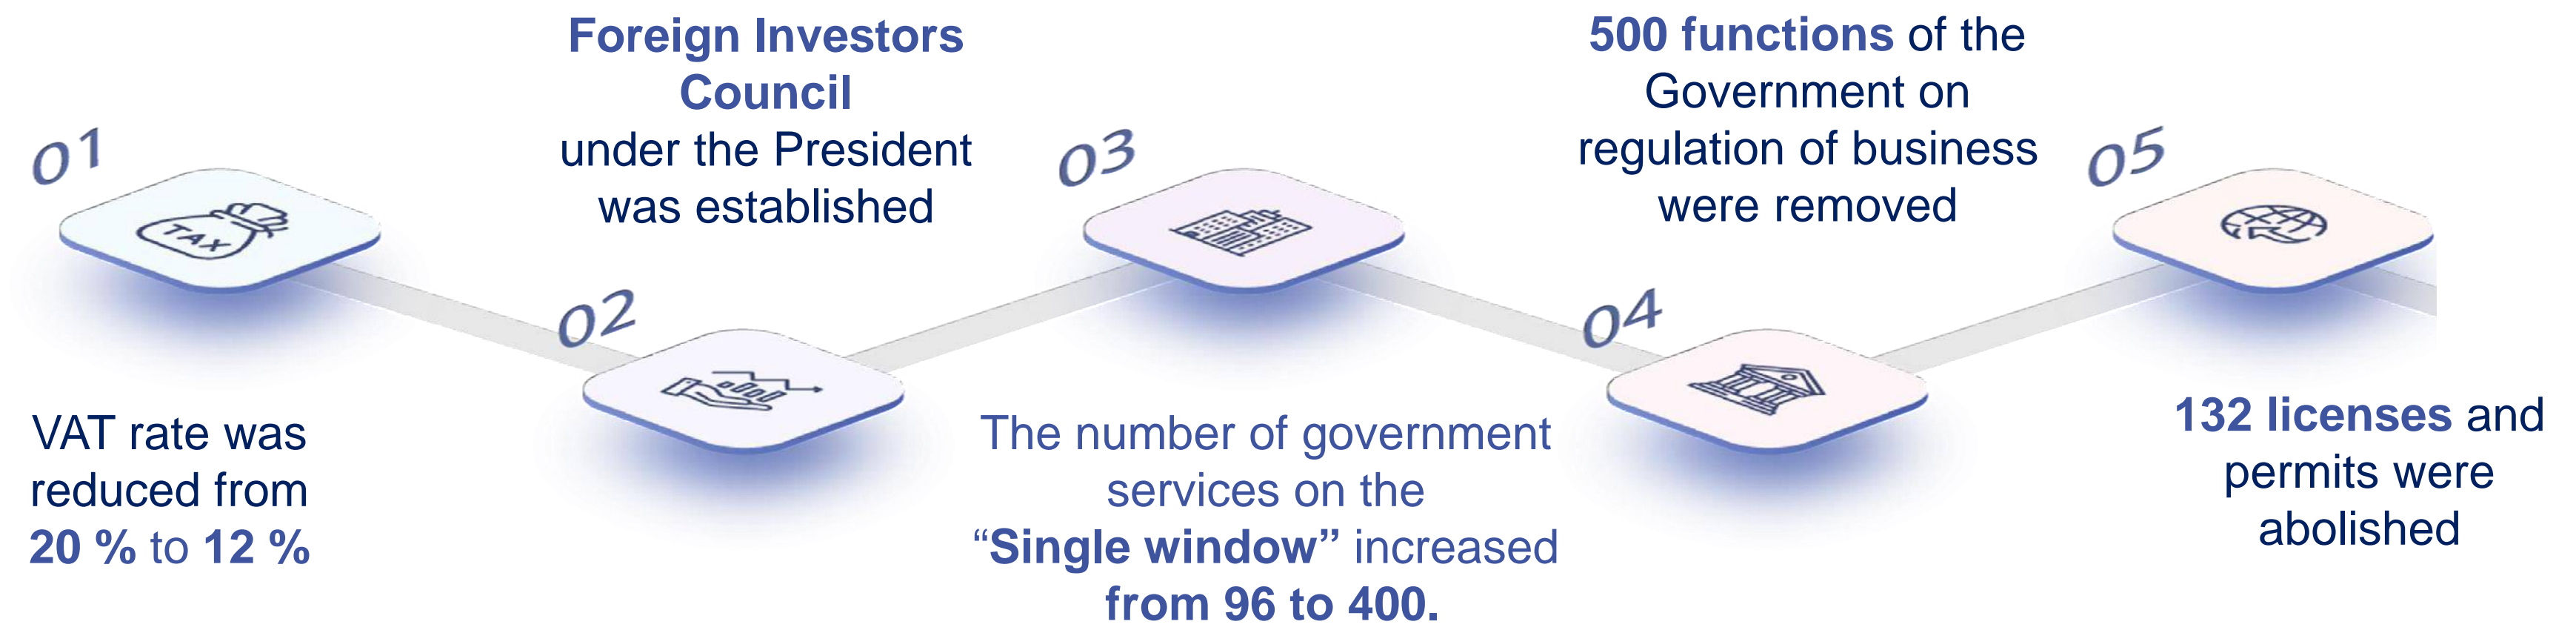 01
TAX
VAT rate was
reduced from
20 % to 12 %
Foreign Investors
Council
under the President
was established
02
03
The number of government
services on the
“Single window” increased
from 96 to 400.
500 functions of the
Government on
regulation of business
were removed
04
05
132 licenses and
permits were
abolished